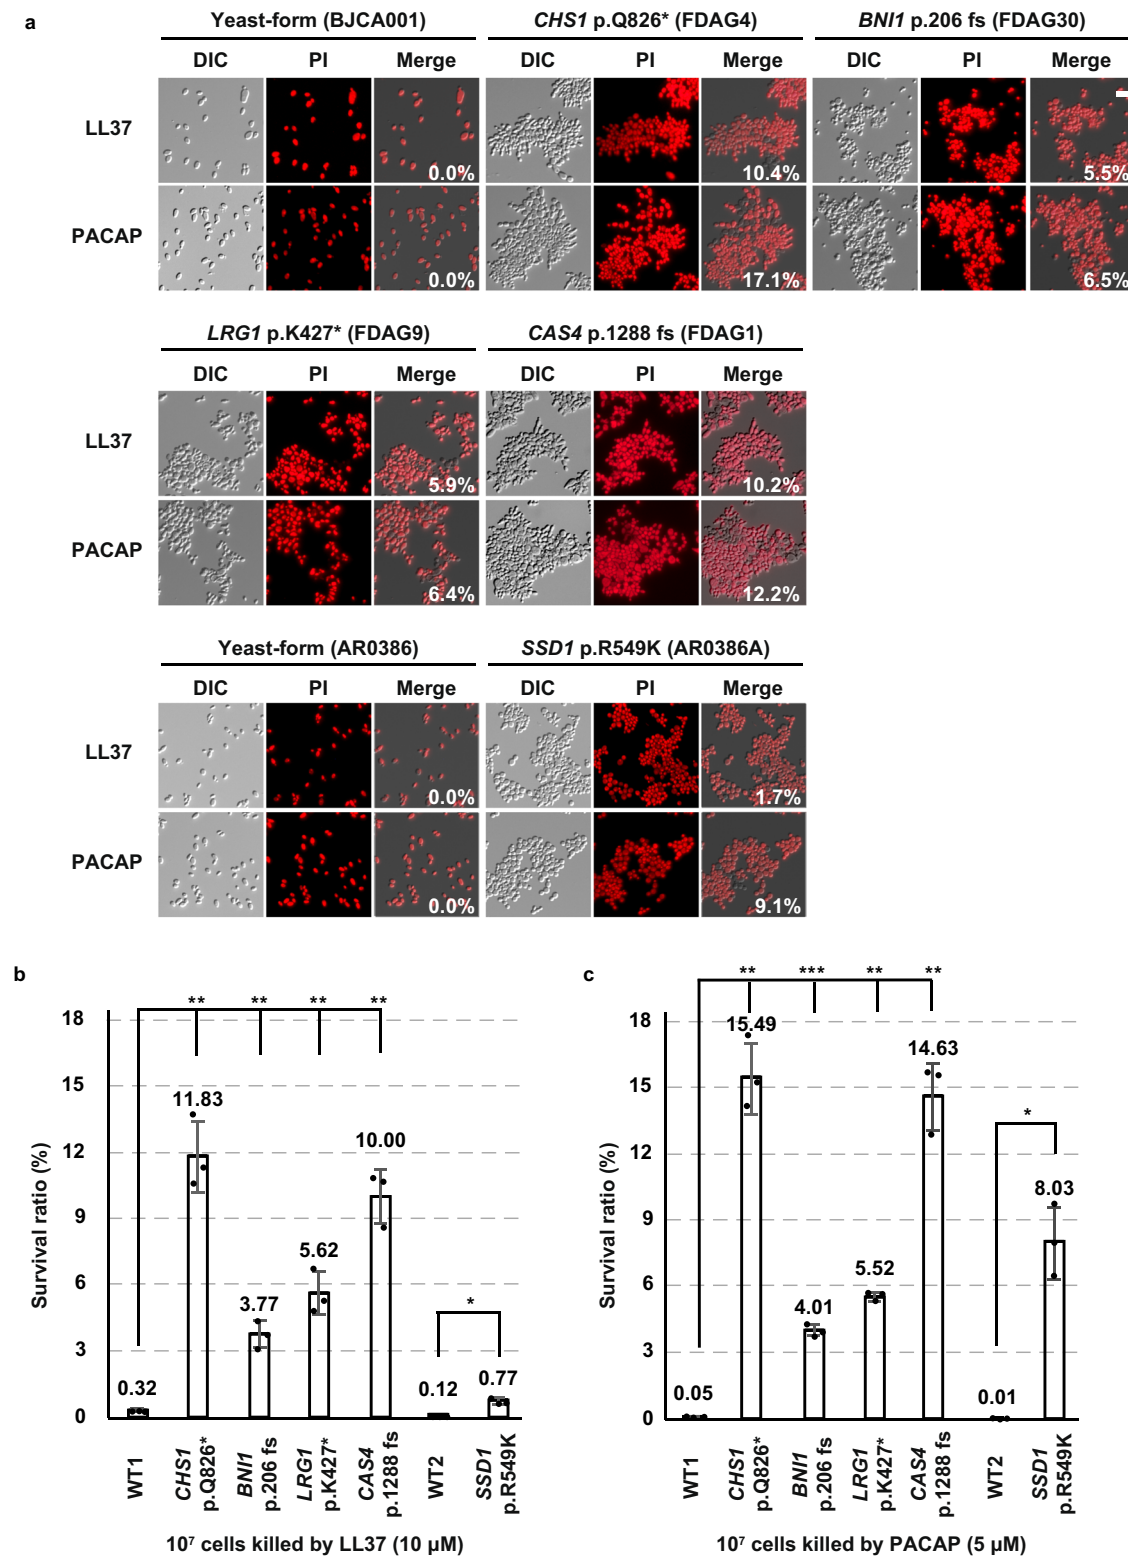 a
Yeast-form (BJCA001) CHS1 p.Q826* (FDAG4) BNI1 p.206 fs (FDAG30)
DIC PI Merge DIC PI Merge DIC PI Merge
LL37 0.0% 10.4% 5.5%
PACAP 0.0% 17.1% 6.5%
LRG1 p.K427* (FDAG9) CAS4 p.1288 fs (FDAG1)
DIC PI Merge DIC PI Merge
LL37 5.9% 10.2%
PACAP 6.4% 12.2%
Yeast-form (AR0386) SSD1 p.R549K (AR0386A)
DIC PI Merge DIC PI Merge
LL37 0.0% 1.7%
PACAP 0.0% 9.1%
b
** ** ** **
Survival ratio (%)
18
15
12
9
6
3
0
0.32
11.83
3.77
5.62
10.00
0.12
*
0.77
WT1
CHS1
p.Q826*
BNI1
p.206 fs
LRG1
p.K427*
CAS4
p.1288 fs
WT2
SSD1
p.R549K
10⁷ cells killed by LL37 (10 µM)
c
** *** ** **
Survival ratio (%)
18
15
12
9
6
3
0
0.05
15.49
4.01
5.52
14.63
0.01
*
8.03
WT1
CHS1
p.Q826*
BNI1
p.206 fs
LRG1
p.K427*
CAS4
p.1288 fs
WT2
SSD1
p.R549K
10⁷ cells killed by PACAP (5 µM)